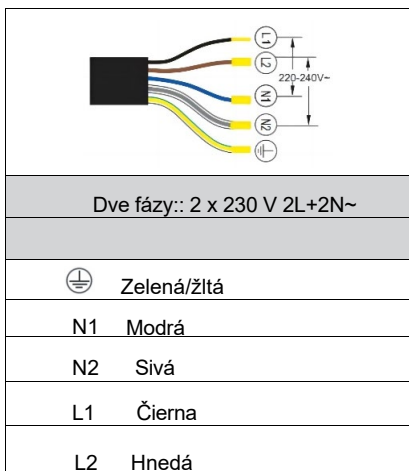 L1
L2
220-240V~
N1
N2
Dve fázy:: 2 x 230 V 2L+2N~
Zelená/žltá
N1 Modrá
N2 Sivá
L1 Čierna
L2 Hnedá